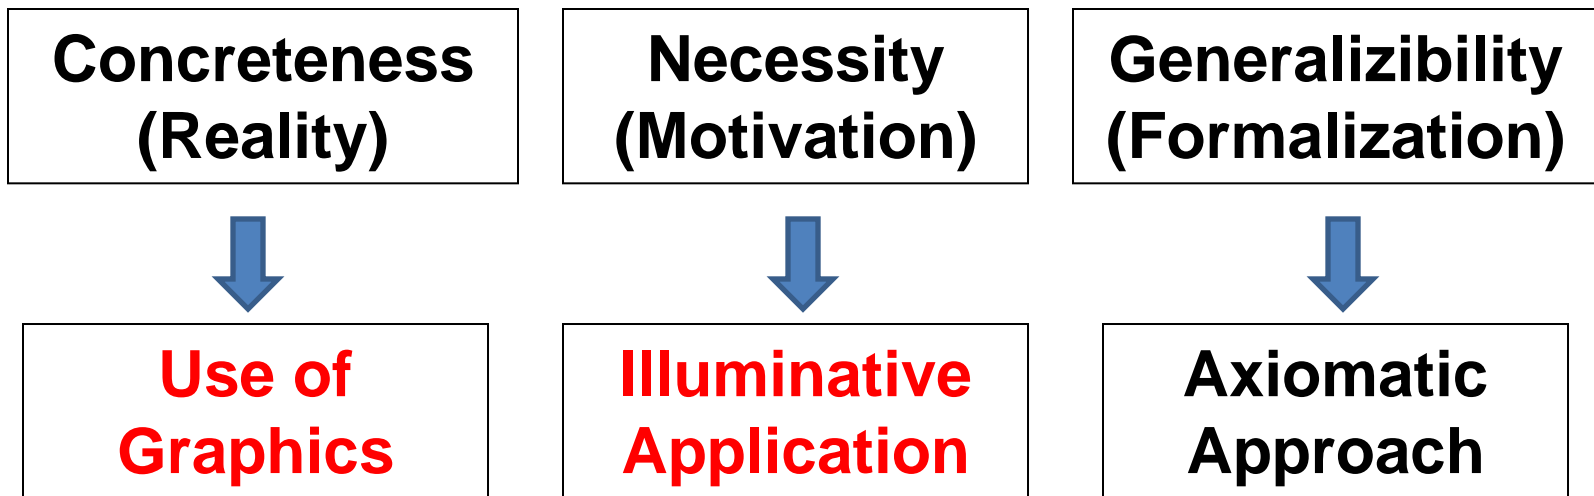 Concreteness
(Reality)
Necessity
(Motivation)
Generalizibility
(Formalization)
Use of
Graphics
Illuminative
Application
Axiomatic
Approach